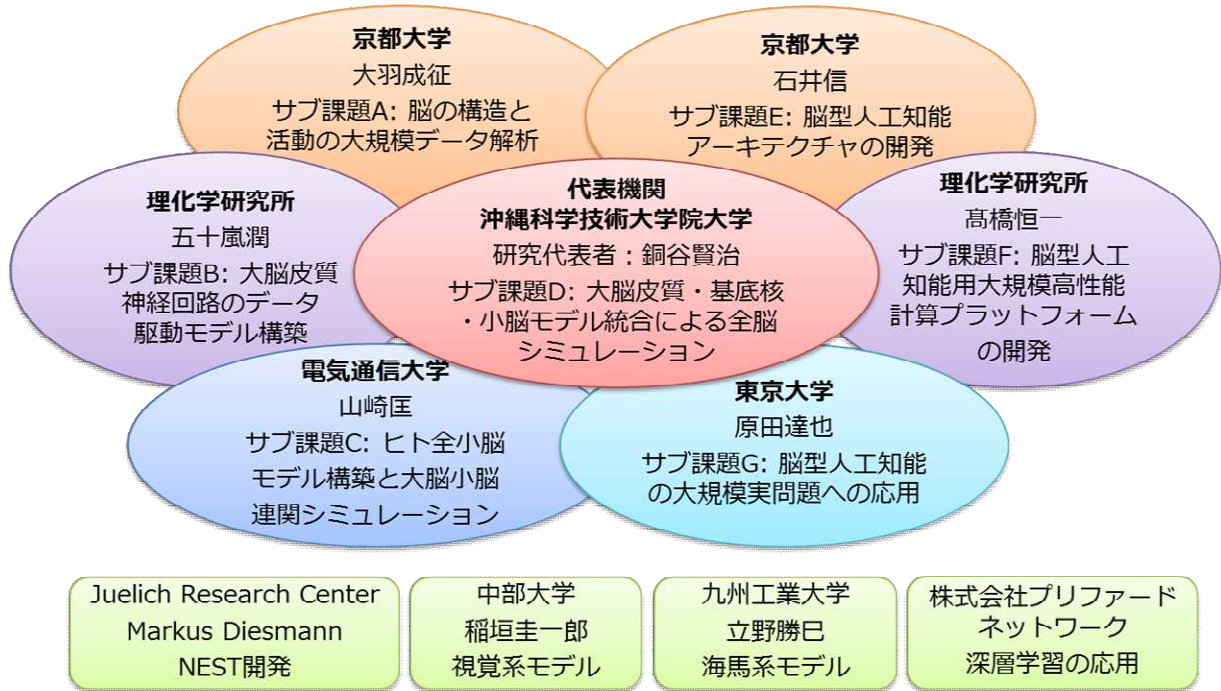 京都大学
大羽成征
サブ課題A: 脳の構造と
活動の大規模データ解析
京都大学
石井信
サブ課題E: 脳型人工知能
アーキテクチャの開発
理化学研究所
五十嵐潤
サブ課題B: 大脳皮質
神経回路のデータ
駆動モデル構築
代表機関
沖縄科学技術大学院大学
研究代表者：銅谷賢治
サブ課題D: 大脳皮質・基底核
・小脳モデル統合による全脳
シミュレーション
理化学研究所
髙橋恒一
サブ課題F: 脳型人工
知能用大規模高性能
計算プラットフォーム
の開発
電気通信大学
山崎匡
サブ課題C: ヒト全小脳
モデル構築と大脳小脳
連関シミュレーション
東京大学
原田達也
サブ課題G: 脳型人工知能
の大規模実問題への応用
Juelich Research Center
Markus Diesmann
NEST開発
中部大学
稲垣圭一郎
視覚系モデル
九州工業大学
立野勝巳
海馬系モデル
株式会社プリファード
ネットワーク
深層学習の応用